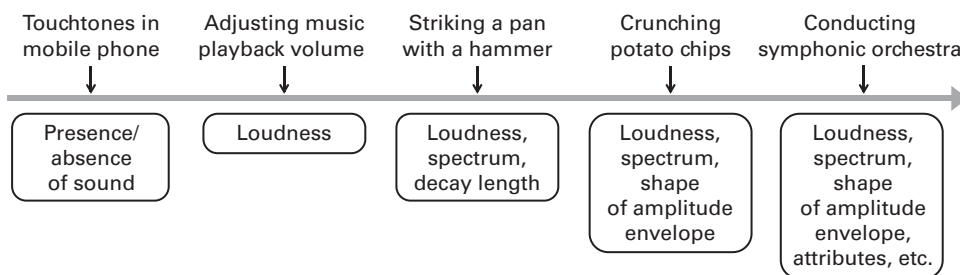 Touchtones in
mobile phone
Adjusting music
playback volume
Striking a pan
with a hammer
Crunching
potato chips
Conducting
symphonic orchestra
Presence/
absence
of sound
Loudness
Loudness,
spectrum,
decay length
Loudness,
spectrum,
shape
of amplitude
envelope
Loudness,
spectrum,
shape
of amplitude
envelope,
attributes, etc.